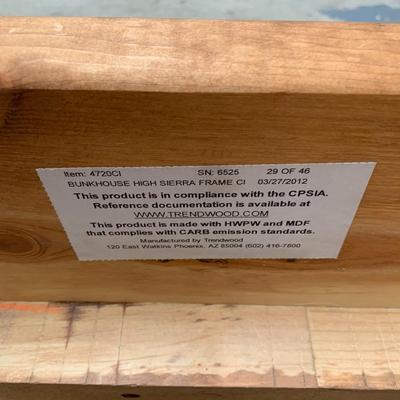 Item: 4720CI SN: 6525 29 OF 46
BUNKHOUSE HIGH SIERRA FRAME CI 03/27/2012
This product is in compliance with the CPSIA.
Reference documentation is available at
WWW.TRENDWOOD.COM
This product is made with HWPW and MDF
that complies with CARB emission standards.
Manufactured by Trendwood
120 East Watkins Phoenix, AZ 85004 (602) 416-7800